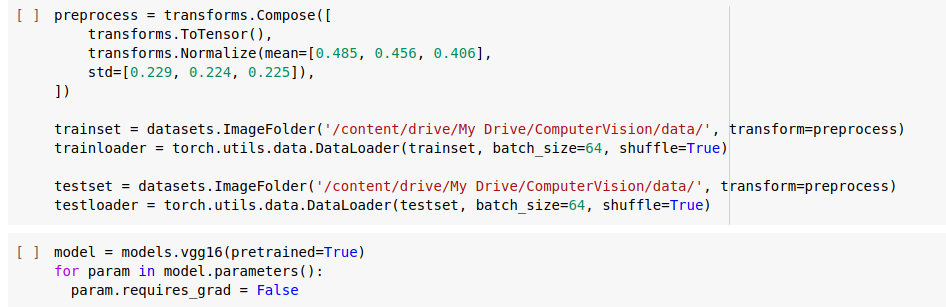 [ ] preprocess = transforms.Compose([
transforms.ToTensor(),
transforms.Normalize(mean=[0.485, 0.456, 0.406],
std=[0.229, 0.224, 0.225]),
])
trainset = datasets.ImageFolder('/content/drive/My Drive/ComputerVision/data/', transform=preprocess)
trainloader = torch.utils.data.DataLoader(trainset, batch_size=64, shuffle=True)
testset = datasets.ImageFolder('/content/drive/My Drive/ComputerVision/data/', transform=preprocess)
testloader = torch.utils.data.DataLoader(testset, batch_size=64, shuffle=True)
[ ] model = models.vgg16(pretrained=True)
for param in model.parameters():
param.requires_grad = False